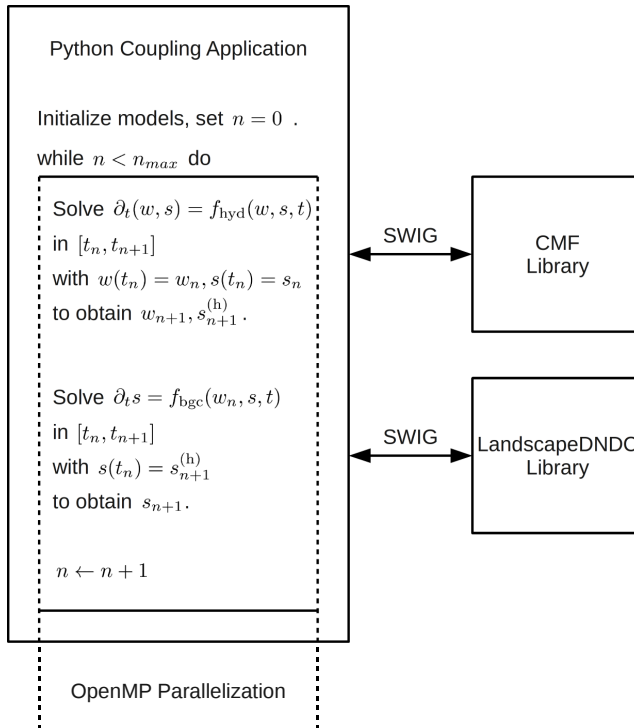 Python Coupling Application
Initialize models, set n = 0 .
while n < n_max do
Solve ∂_t(w, s) = f_hyd(w, s, t)
in [t_n, t_{n+1}]
with w(t_n) = w_n, s(t_n) = s_n
to obtain w_{n+1}, s_{n+1}^{(h)}.
Solve ∂_t s = f_bgc(w_n, s, t)
in [t_n, t_{n+1}]
with s(t_n) = s_{n+1}^{(h)}
to obtain s_{n+1}.
n ← n + 1
OpenMP Parallelization
SWIG
CMF
Library
SWIG
LandscapeDNDC
Library